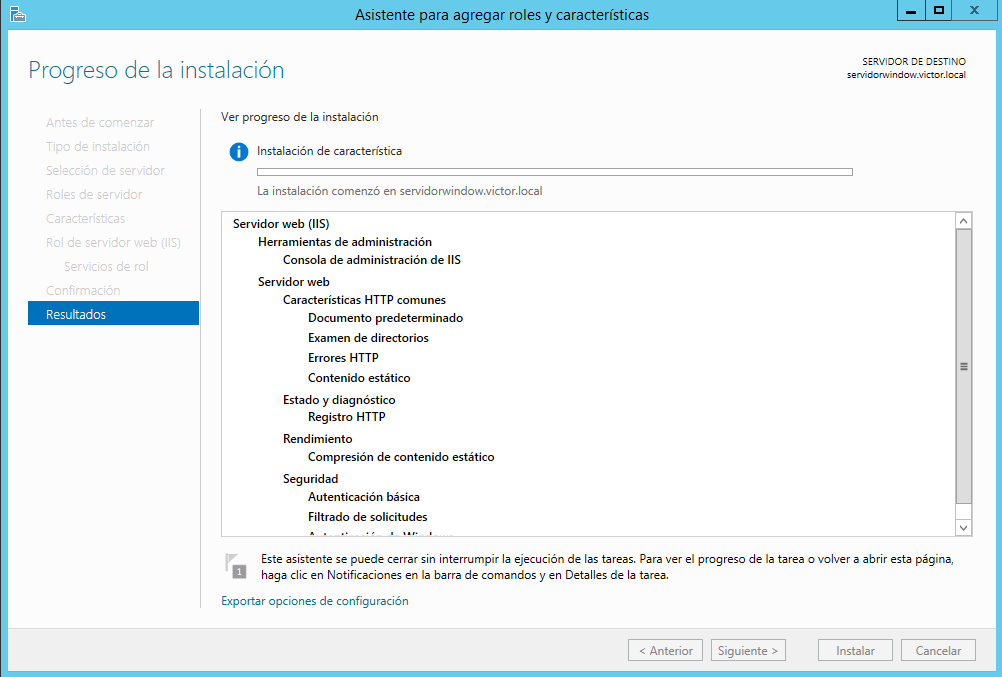 Asistente para agregar roles y características
Progreso de la instalación
SERVIDOR DE DESTINO
servidorwindow.victor.local
Antes de comenzar
Tipo de instalación
Selección de servidor
Roles de servidor
Características
Rol de servidor web (IIS)
Servicios de rol
Confirmación
Resultados
Ver progreso de la instalación
Instalación de característica
La instalación comenzó en servidorwindow.victor.local
Servidor web (IIS)
Herramientas de administración
Consola de administración de IIS
Servidor web
Características HTTP comunes
Documento predeterminado
Examen de directorios
Errores HTTP
Contenido estático
Estado y diagnóstico
Registro HTTP
Rendimiento
Compresión de contenido estático
Seguridad
Autenticación básica
Filtrado de solicitudes
Autenticación de Windows
1
Este asistente se puede cerrar sin interrumpir la ejecución de las tareas. Para ver el progreso de la tarea o volver a abrir esta página,
haga clic en Notificaciones en la barra de comandos y en Detalles de la tarea.
Exportar opciones de configuración
< Anterior
Siguiente >
Instalar
Cancelar